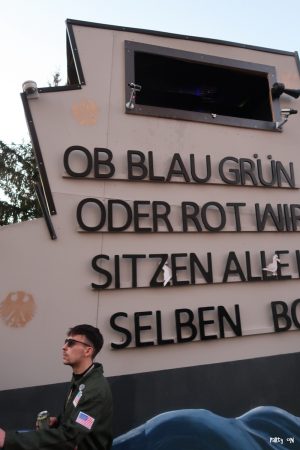 OB BLAU GRÜN
ODER ROT WIR
SITZEN ALLE I
SELBEN BO
PARTY ON